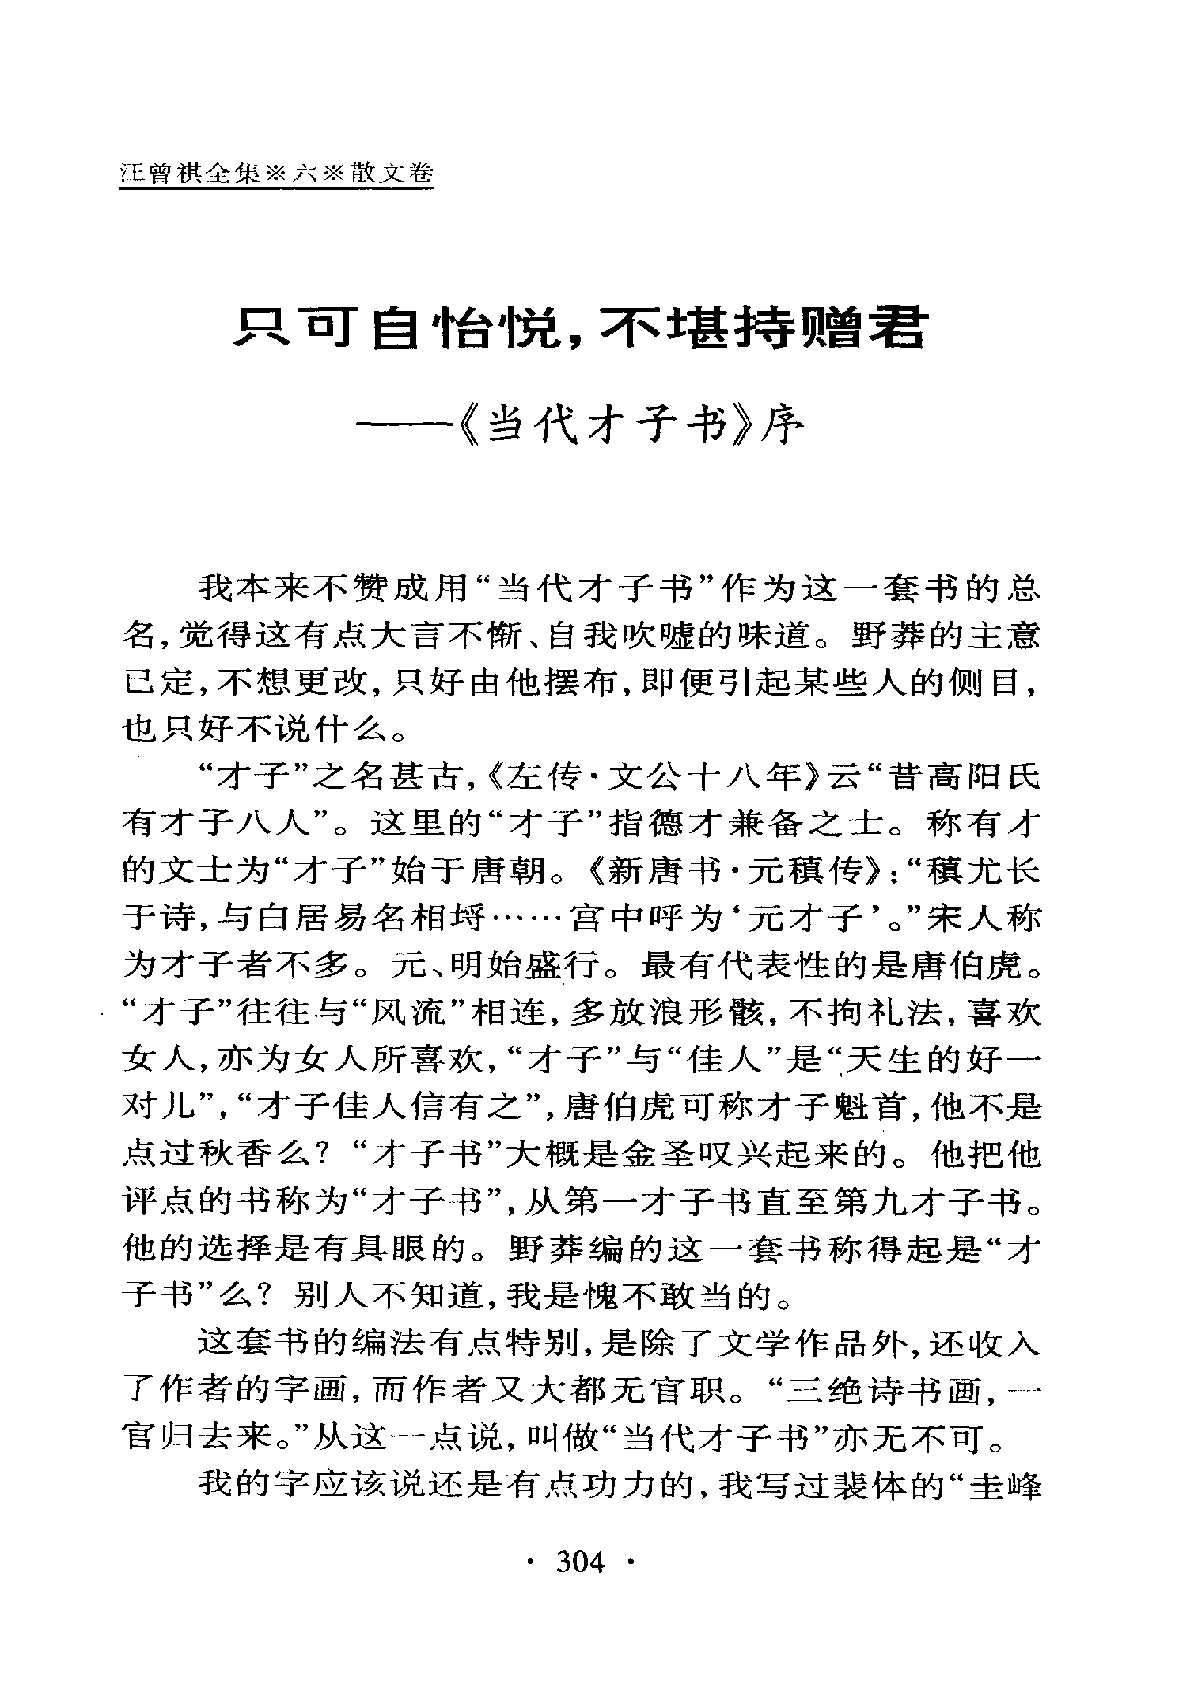 汪曾祺全集※六※散文卷
只可自怡悦,不堪持赠君
——《当代才子书》序
我本来不赞成用“当代才子书”作为这一套书的总
名,觉得这有点大言不惭、自我吹嘘的味道。野莽的主意
已定,不想更改,只好由他摆布,即便引起某些人的侧目,
也只好不说什么。
“才子”之名甚古,《左传·文公十八年》云“昔高阳氏
有才子八人”。这里的“才子”指德才兼备之士。称有才
的文士为“才子”始于唐朝。《新唐书·元稹传》:“稹尤长
于诗,与白居易名相埒……宫中呼为‘元才子’。”宋人称
为才子者不多。元、明始盛行。最有代表性的是唐伯虎。
“才子”往往与“风流”相连,多放浪形骸,不拘礼法,喜欢
女人,亦为女人所喜欢,“才子”与“佳人”是“天生的好一
对儿”,“才子佳人信有之”,唐伯虎可称才子魁首,他不是
点过秋香么?“才子书”大概是金圣叹兴起来的。他把他
评点的书称为“才子书”,从第一才子书直至第九才子书。
他的选择是有具眼的。野莽编的这一套书称得起是“才
子书”么?别人不知道,我是愧不敢当的。
这套书的编法有点特别,是除了文学作品外,还收入
了作者的字画,而作者又大都无官职。“三绝诗书画,一
官归去来。”从这一点说,叫做“当代才子书”亦无不可。
我的字应该说还是有点功力的,我写过裴体的“圭峰
· 304 ·